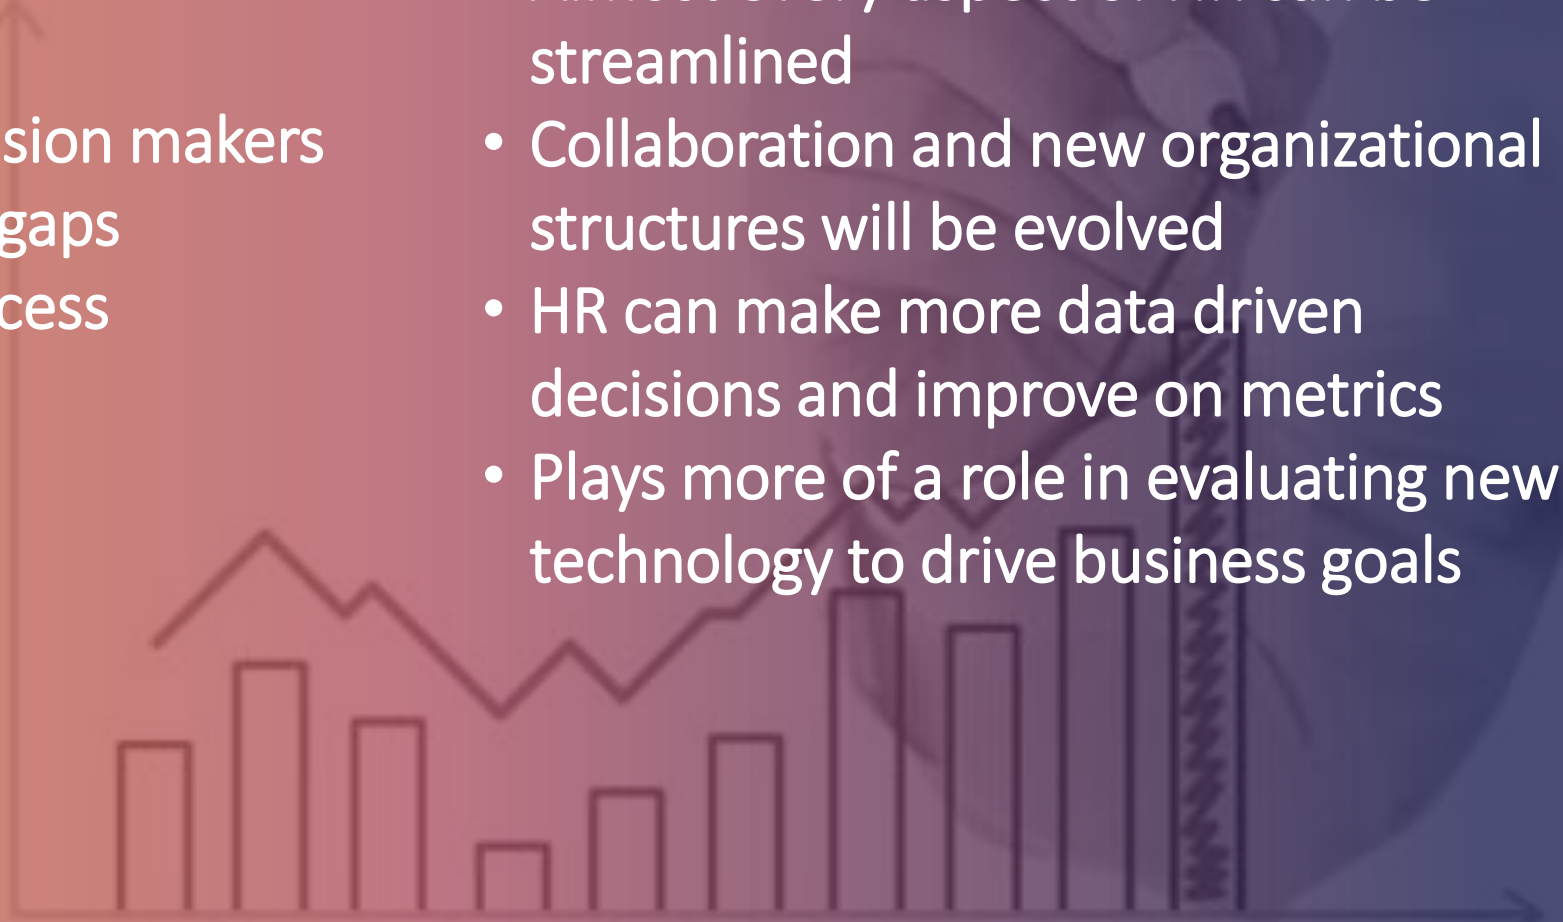 streamlined
sion makers
gaps
cess
• Collaboration and new organizational
structures will be evolved
• HR can make more data driven
decisions and improve on metrics
• Plays more of a role in evaluating new
technology to drive business goals